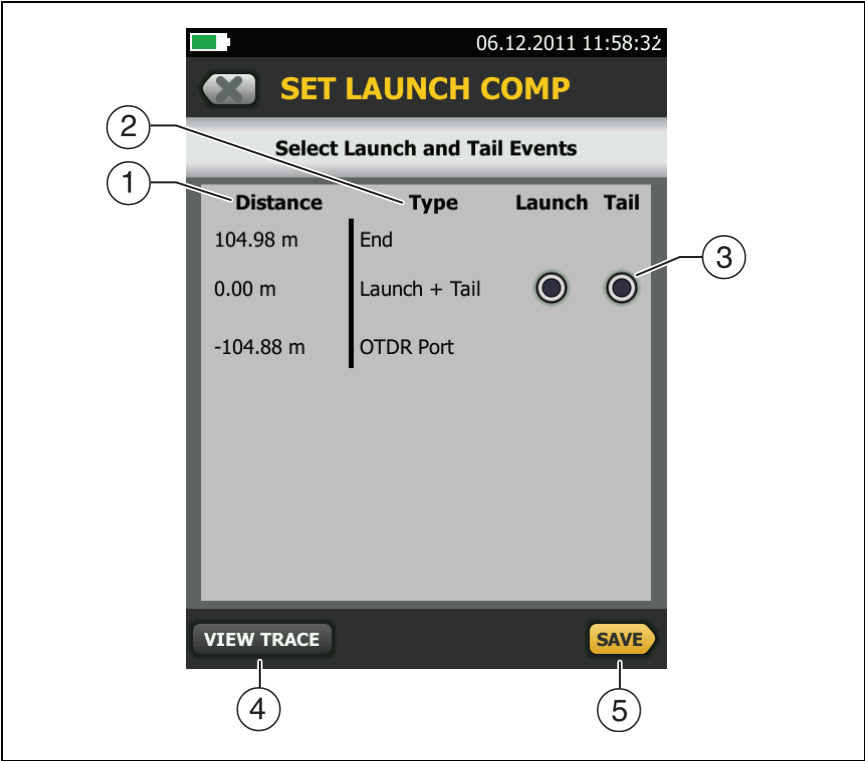 06.12.2011 11:58:32
SET LAUNCH COMP
2
Select Launch and Tail Events
1
Distance Type Launch Tail
104.98 m End
3
0.00 m Launch + Tail
-104.88 m OTDR Port
VIEW TRACE SAVE
4 5